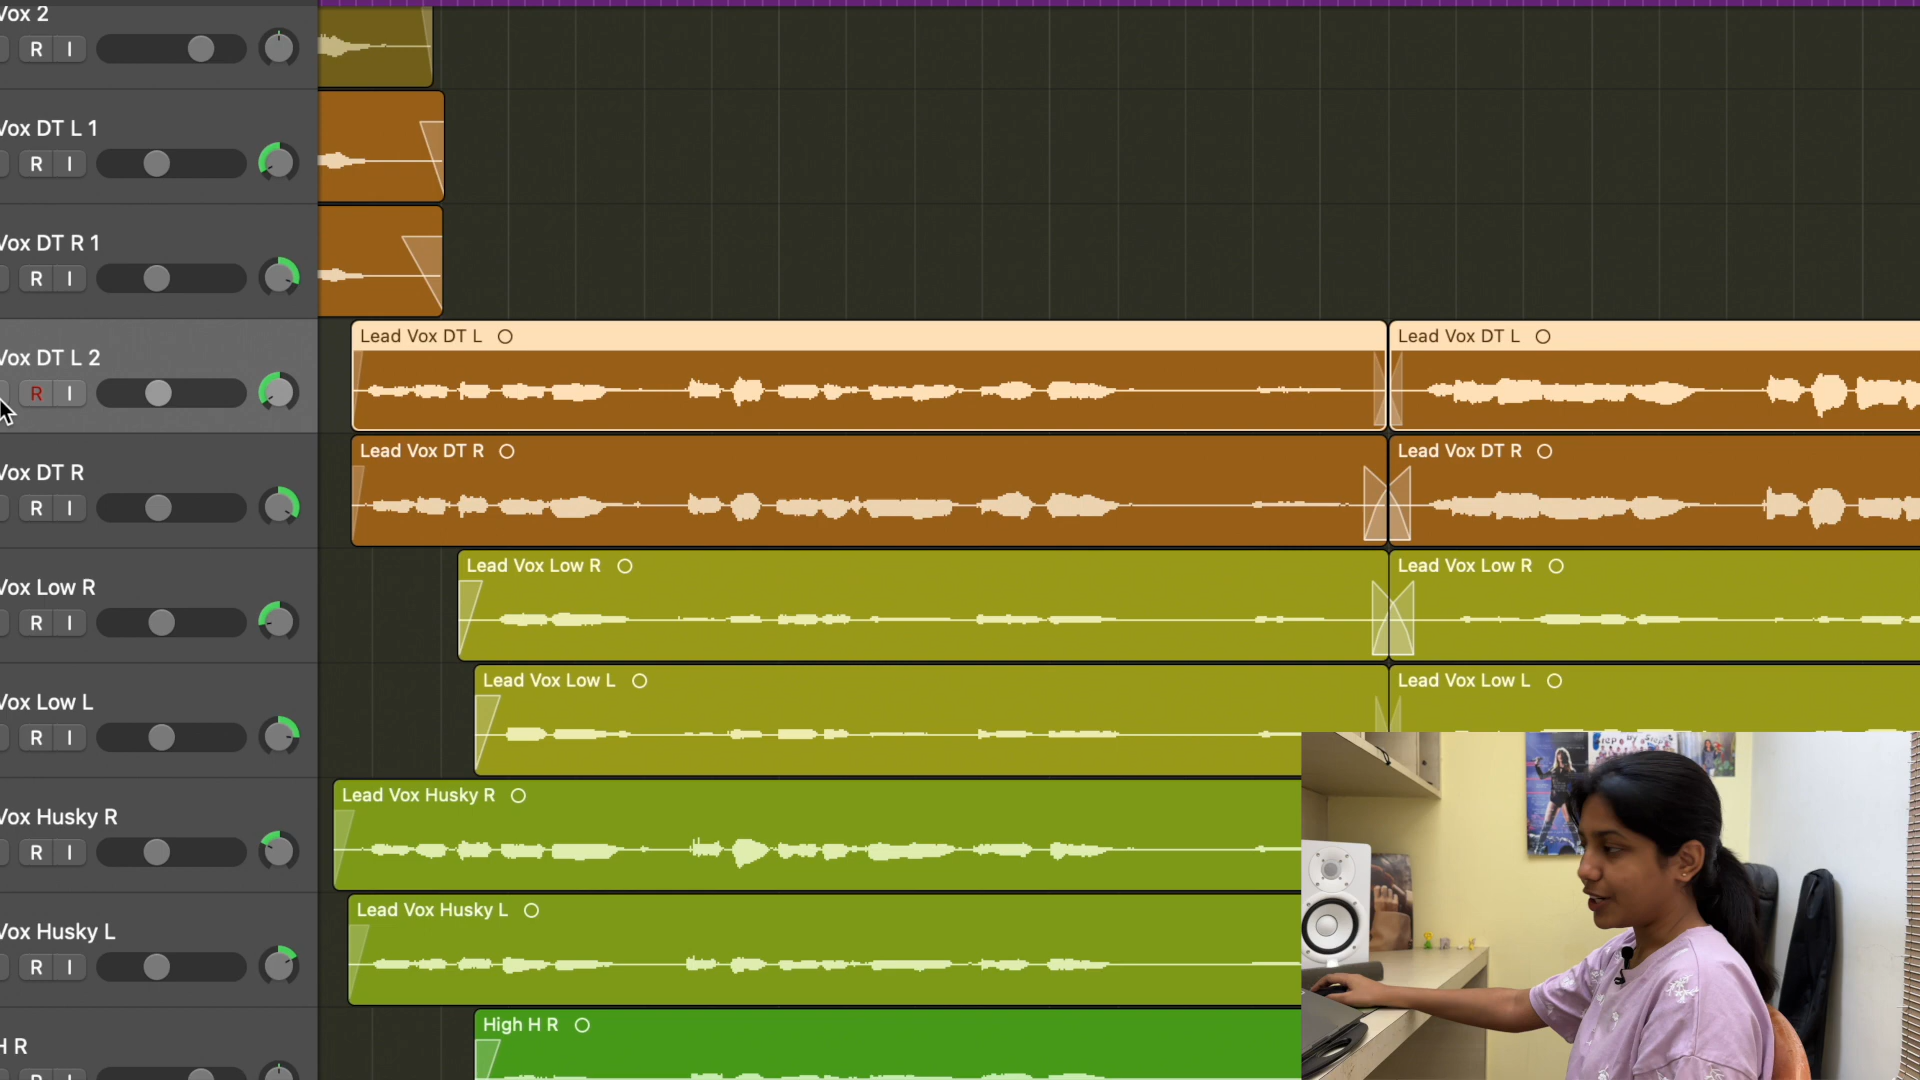 Vox 2
R I
Vox DT L 1
R I
Vox DT R 1
R I
Vox DT L 2
R I
Lead Vox DT L
Lead Vox DT L
Vox DT R
R I
Lead Vox DT R
Lead Vox DT R
Vox Low R
R I
Lead Vox Low R
Lead Vox Low R
Vox Low L
R I
Lead Vox Low L
Lead Vox Low L
Vox Husky R
R I
Lead Vox Husky R
Vox Husky L
R I
Lead Vox Husky L
H R
R I
High H R